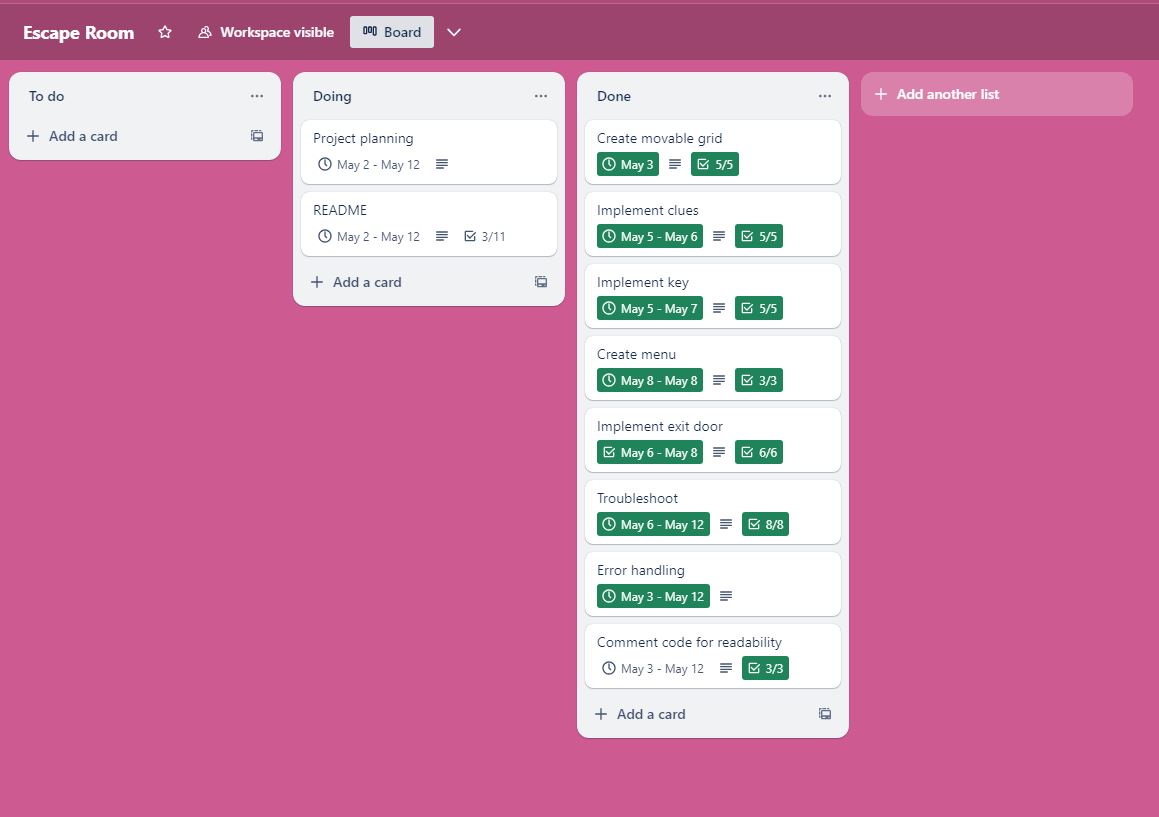 Escape Room Workspace visible Board
To do
Add a card
Doing
Project planning
May 2 - May 12
README
May 2 - May 12 3/11
Add a card
Done
Create movable grid
May 3 5/5
Implement clues
May 5 - May 6 5/5
Implement key
May 5 - May 7 5/5
Create menu
May 8 - May 8 3/3
Implement exit door
May 6 - May 8 6/6
Troubleshoot
May 6 - May 12 8/8
Error handling
May 3 - May 12
Comment code for readability
May 3 - May 12 3/3
Add a card
Add another list